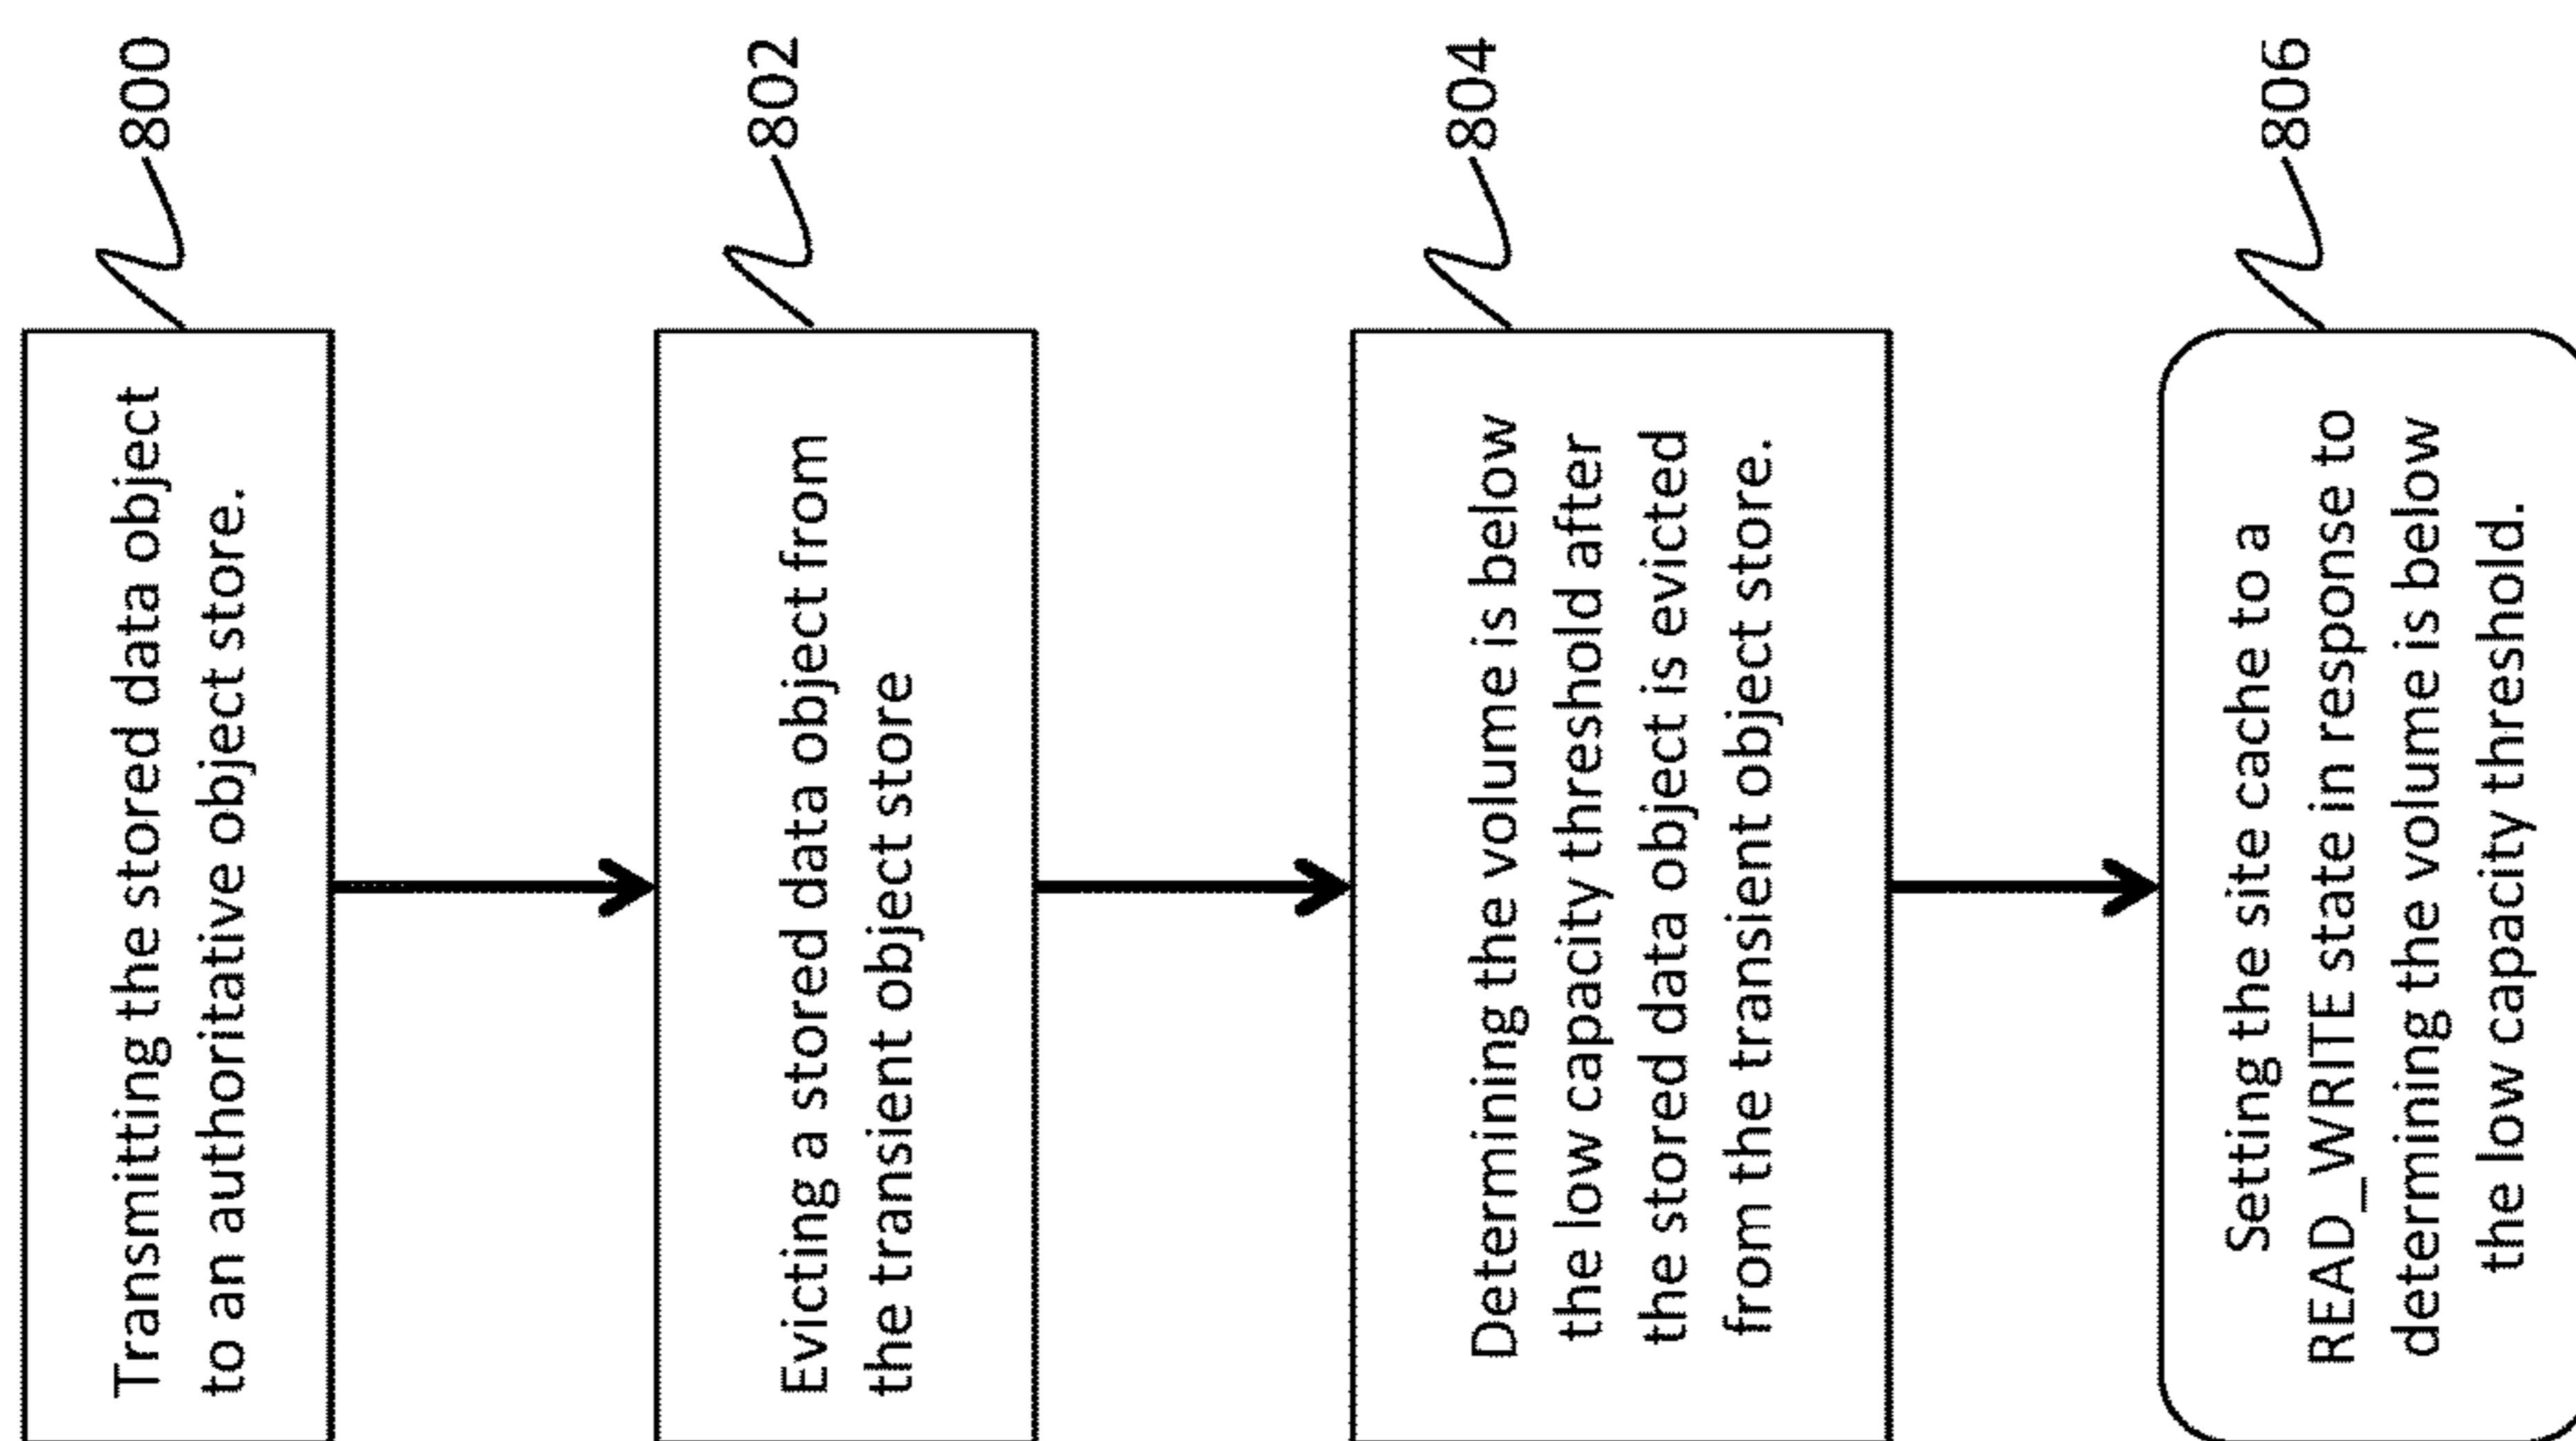 Transmitting the stored data object
to an authoritative object store.
800
Evicting a stored data object from
the transient object store
802
Determining the volume is below
the low capacity threshold after
the stored data object is evicted
from the transient object store.
804
Setting the site cache to a
READ_WRITE state in response to
determining the volume is below
the low capacity threshold.
806